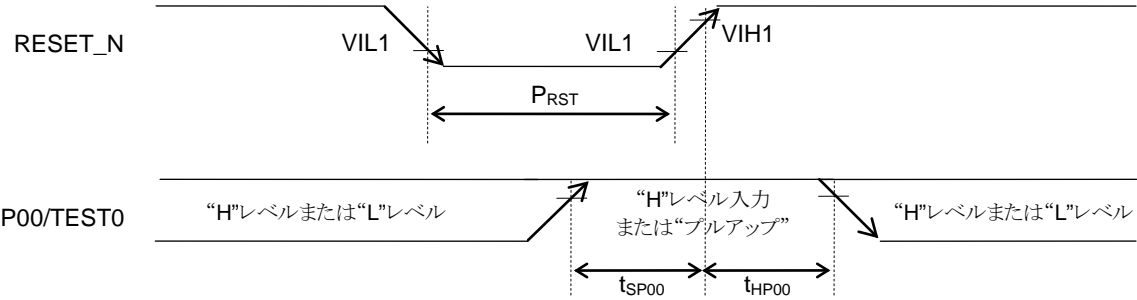 RESET_N
VIL1
VIL1
VIH1
PRST
P00/TEST0
“H”レベルまたは“L”レベル
“H”レベル入力
または“プルアップ”
“H”レベルまたは“L”レベル
tSP00
tHP00